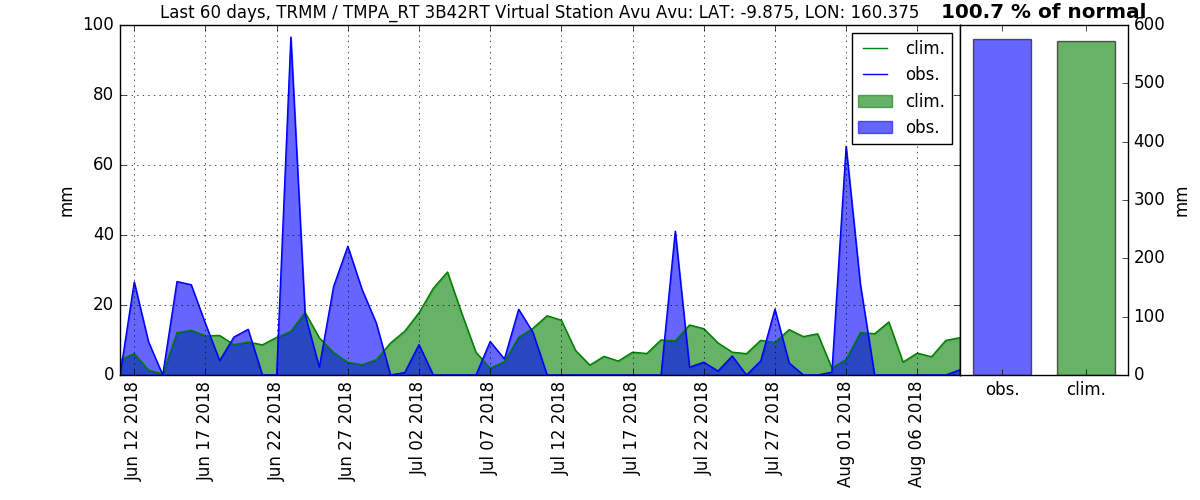 Last 60 days, TRMM / TMPA_RT 3B42RT Virtual Station Avu Avu: LAT: -9.875, LON: 160.375
100.7 % of normal
100
80
60
40
20
0
mm
clim.
obs.
clim.
obs.
Jun 12 2018
Jun 17 2018
Jun 22 2018
Jun 27 2018
Jul 02 2018
Jul 07 2018
Jul 12 2018
Jul 17 2018
Jul 22 2018
Jul 27 2018
Aug 01 2018
Aug 06 2018
600
500
400
300
200
100
0
mm
obs.
clim.